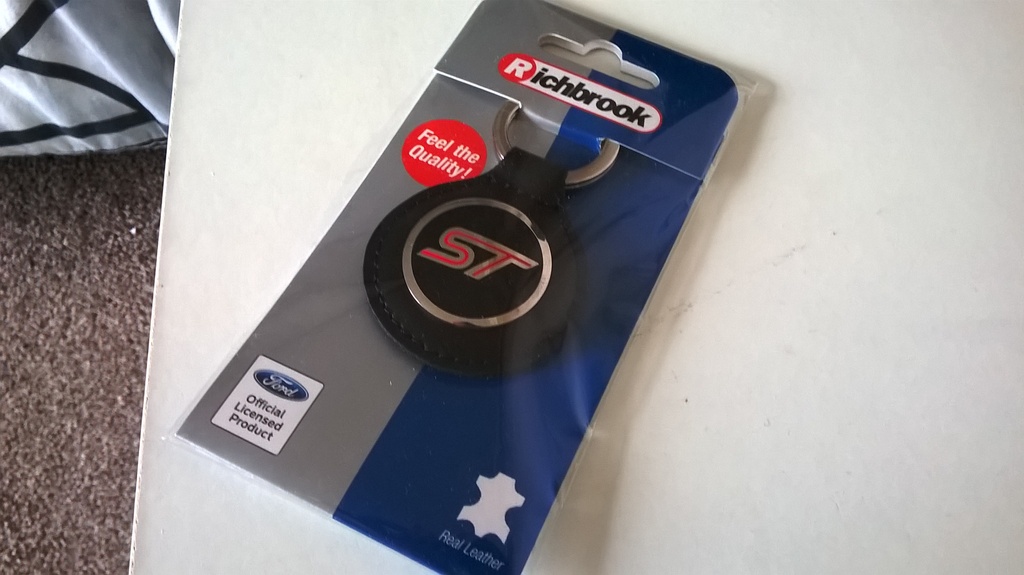 Richbrook
Feel the
Quality!
ST
Ford
Official
Licensed
Product
Real Leather